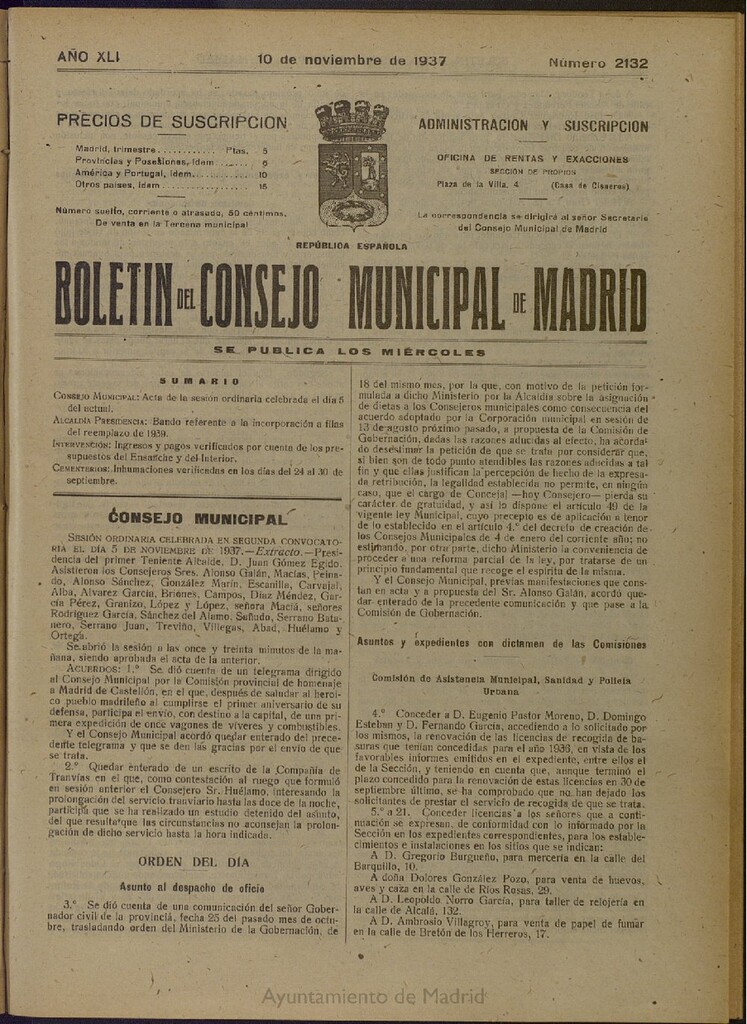 AÑO XLI
10 de noviembre de 1937
Número 2132
PRECIOS DE SUSCRIPCION
Madrid, trimestre ............ Ptas. 5
Provincias y Posesiones, ídem ...... 6
América y Portugal, ídem .......... 10
Otros países, ídem ................ 15
Número suelto, corriente o atrasado, 50 céntimos.
De venta en la Tercena municipal
ADMINISTRACION Y SUSCRIPCION
OFICINA DE RENTAS Y EXACCIONES
SECCIÓN DE PROPIOS
Plaza de la Villa, 4 (Casa de Cisneros)
La correspondencia se dirigirá al señor Secretario
del Consejo Municipal de Madrid
REPÚBLICA ESPAÑOLA
BOLETIN DEL CONSEJO MUNICIPAL DE MADRID
SE PUBLICA LOS MIÉRCOLES
SUMARIO
CONSEJO MUNICIPAL: Acta de la sesión ordinaria celebrada el día 5
del actual.
ALCALDÍA PRESIDENCIA: Bando referente a la incorporación a filas
del reemplazo de 1939.
INTERVENCIÓN: Ingresos y pagos verificados por cuenta de los pre-
supuestos del Ensanche y del Interior.
CEMENTERIOS: Inhumaciones verificadas en los días del 24 al 30 de
septiembre.
CONSEJO MUNICIPAL
SESIÓN ORDINARIA CELEBRADA EN SEGUNDA CONVOCATO-
RIA EL DÍA 5 DE NOVIEMBRE DE 1937.—Extracto.—Presi-
dencia del primer Teniente Alcalde, D. Juan Gómez Egido.
Asistieron los Consejeros Sres. Alonso Galán, Macías, Peina-
do, Alonso Sánchez, González Marín, Escanilla, Carvajal,
Alba, Alvarez García, Briones, Campos, Díaz Méndez, Gar-
cía Pérez, Granizo, López y López, señora Maciá, señores
Rodríguez García, Sánchez del Alamo, Señudo, Serrano Bata-
nero, Serrano Juan, Treviño, Villegas, Abad, Huélamo y
Ortega.
Se abrió la sesión a las once y treinta minutos de la ma-
ñana, siendo aprobada el acta de la anterior.
ACUERDOS: 1.º Se dió cuenta de un telegrama dirigido
al Consejo Municipal por la Comisión provincial de homenaje
a Madrid de Castellón, en el que, después de saludar al heroi-
co pueblo madrileño al cumplirse el primer aniversario de su
defensa, participa el envío, con destino a la capital, de una pri-
mera expedición de once vagones de víveres y combustibles.
Y el Consejo Municipal acordó quedar enterado del prece-
dente telegrama y que se den las gracias por el envío de que
se trata.
2.º Quedar enterado de un escrito de la Compañía de
Tranvías en el que, como contestación al ruego que formuló
en sesión anterior el Consejero Sr. Huélamo, interesando la
prolongación del servicio tranviario hasta las doce de la noche,
participa que se ha realizado un estudio detenido del asunto,
del que resulta que las circunstancias no aconsejan la prolon-
gación de dicho servicio hasta la hora indicada.
ORDEN DEL DÍA
Asunto al despacho de oficio
3.º Se dió cuenta de una comunicación del señor Gober-
nador civil de la provincia, fecha 25 del pasado mes de octu-
bre, trasladando orden del Ministerio de la Gobernación, de
18 del mismo mes, por la que, con motivo de la petición for-
mulada a dicho Ministerio por la Alcaldía sobre la asignación
de dietas a los Consejeros municipales como consecuencia del
acuerdo adoptado por la Corporación municipal en sesión de
13 de agosto próximo pasado, a propuesta de la Comisión de
Gobernación, dadas las razones aducidas al efecto, ha acorda-
do desestimar la petición de que se trata por considerar que,
si bien son de todo punto atendibles las razones aducidas a tal
fin y que ellas justifican la percepción de hecho de la expresa-
da retribución, la legalidad establecida no permite, en ningún
caso, que el cargo de Concejal —hoy Consejero— pierda su
carácter de gratuidad, y así lo dispone el artículo 49 de la
vigente ley Municipal, cuyo precepto es de aplicación a tenor
de lo establecido en el artículo 4.º del decreto de creación de
los Consejos Municipales de 4 de enero del corriente año; no
estimando, por otra parte, dicho Ministerio la conveniencia de
proceder a una reforma parcial de la ley, por tratarse de un
principio fundamental que recoge el espíritu de la misma.
Y el Consejo Municipal, previas manifestaciones que cons-
tan en acta y a propuesta del Sr. Alonso Galán, acordó que-
dar enterado de la precedente comunicación y que pase a la
Comisión de Gobernación.
Asuntos y expedientes con dictamen de las Comisiones
Comisión de Asistencia Municipal, Sanidad y Policía
Urbana
4.º Conceder a D. Eugenio Pastor Moreno, D. Domingo
Esteban y D. Fernando García, accediendo a lo solicitado por
los mismos, la renovación de las licencias de recogida de ba-
suras que tenían concedidas para el año 1936, en vista de los
favorables informes emitidos en el expediente, entre ellos el
de la Sección, y teniendo en cuenta que, aunque terminó el
plazo concedido para la renovación de estas licencias en 30 de
septiembre último, se ha comprobado que no han dejado los
solicitantes de prestar el servicio de recogida de que se trata.
5.º a 21. Conceder licencias a los señores que a conti-
nuación se expresan, de conformidad con lo informado por la
Sección en los expedientes correspondientes, para los estable-
cimientos e instalaciones en los sitios que se indican:
A D. Gregorio Burgueño, para mercería en la calle del
Barquillo, 10.
A doña Dolores González Pozo, para venta de huevos,
aves y caza en la calle de Ríos Rosas, 29.
A D. Leopoldo Norro García, para taller de relojería en
la calle de Alcalá, 132.
A D. Ambrosio Villagroy, para venta de papel de fumar
en la calle de Bretón de los Herreros, 17.
Ayuntamiento de Madrid